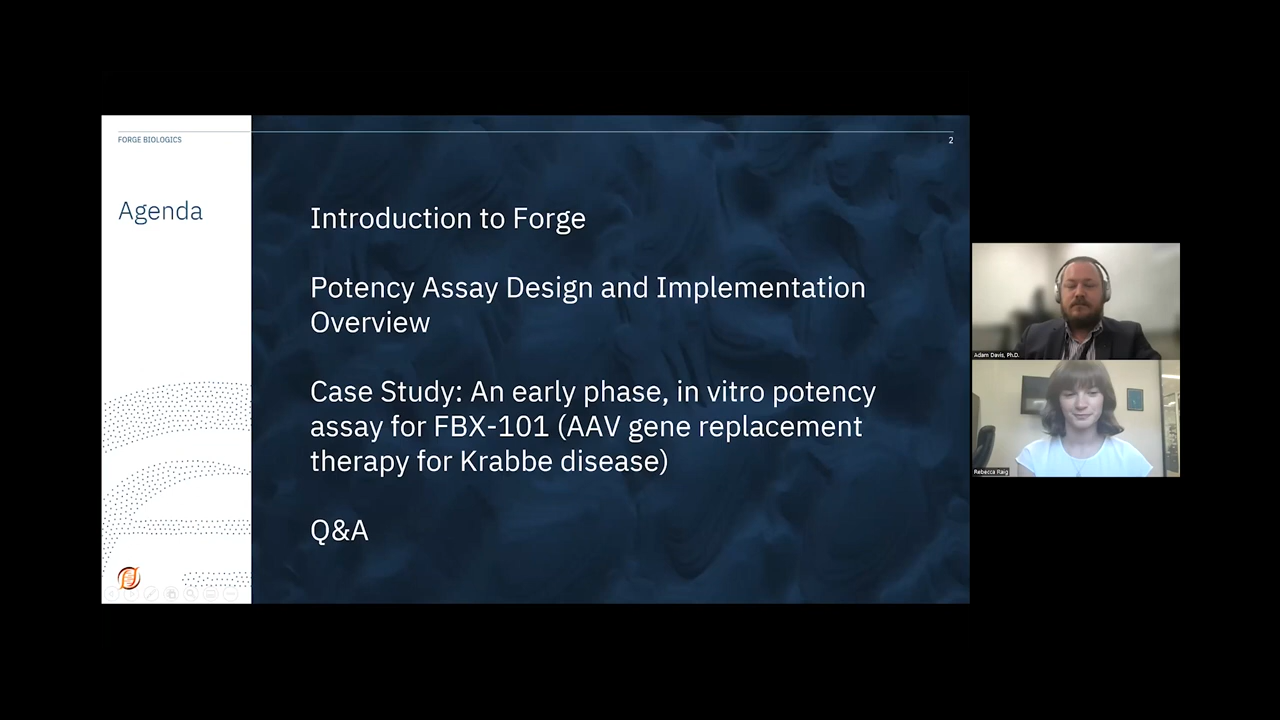 FORGE BIOLOGICS
2
Agenda
Introduction to Forge
Potency Assay Design and Implementation
Overview
Case Study: An early phase, in vitro potency
assay for FBX-101 (AAV gene replacement
therapy for Krabbe disease)
Q&A
Adam Davis, Ph.D.
Rebecca Raig